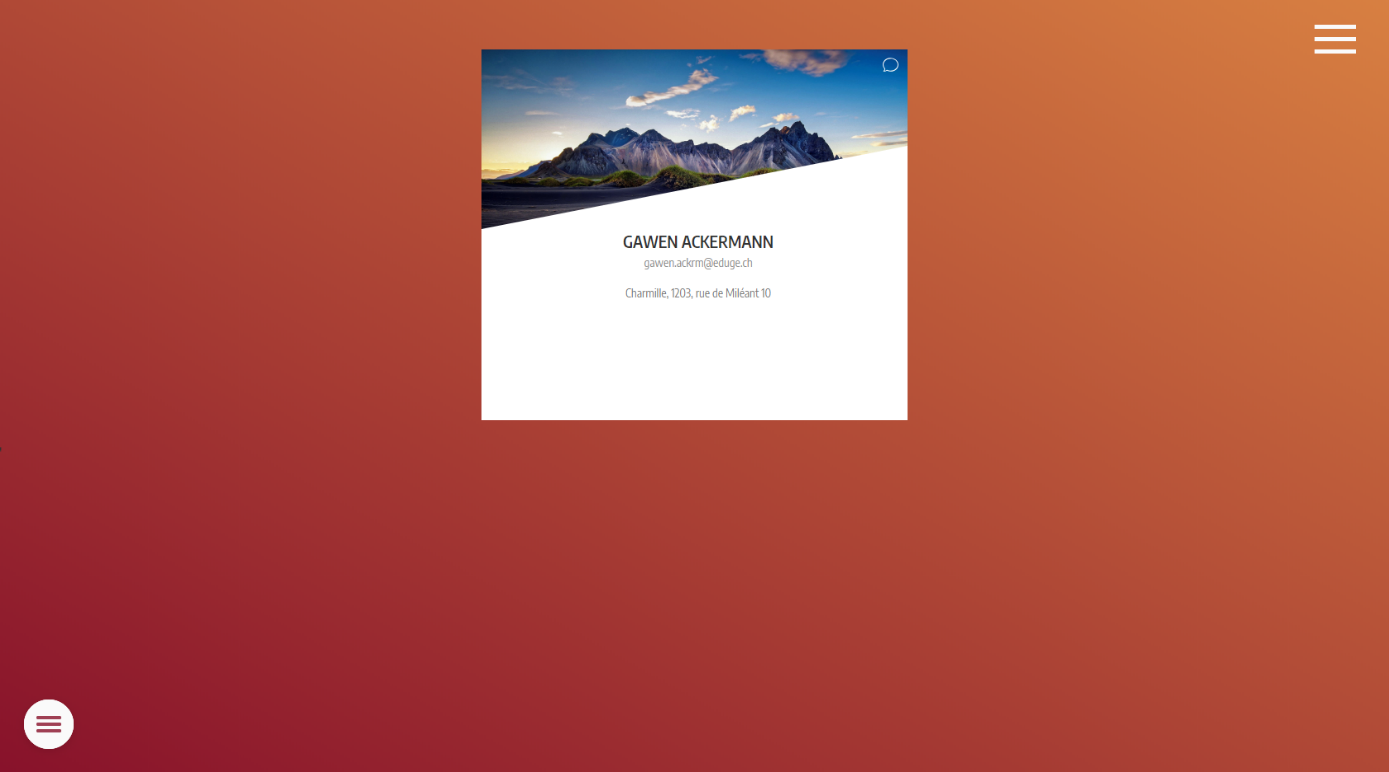 GAWEN ACKERMANN
gawen.ackrm@eduge.ch
Charmille, 1203, rue de Miléant 10